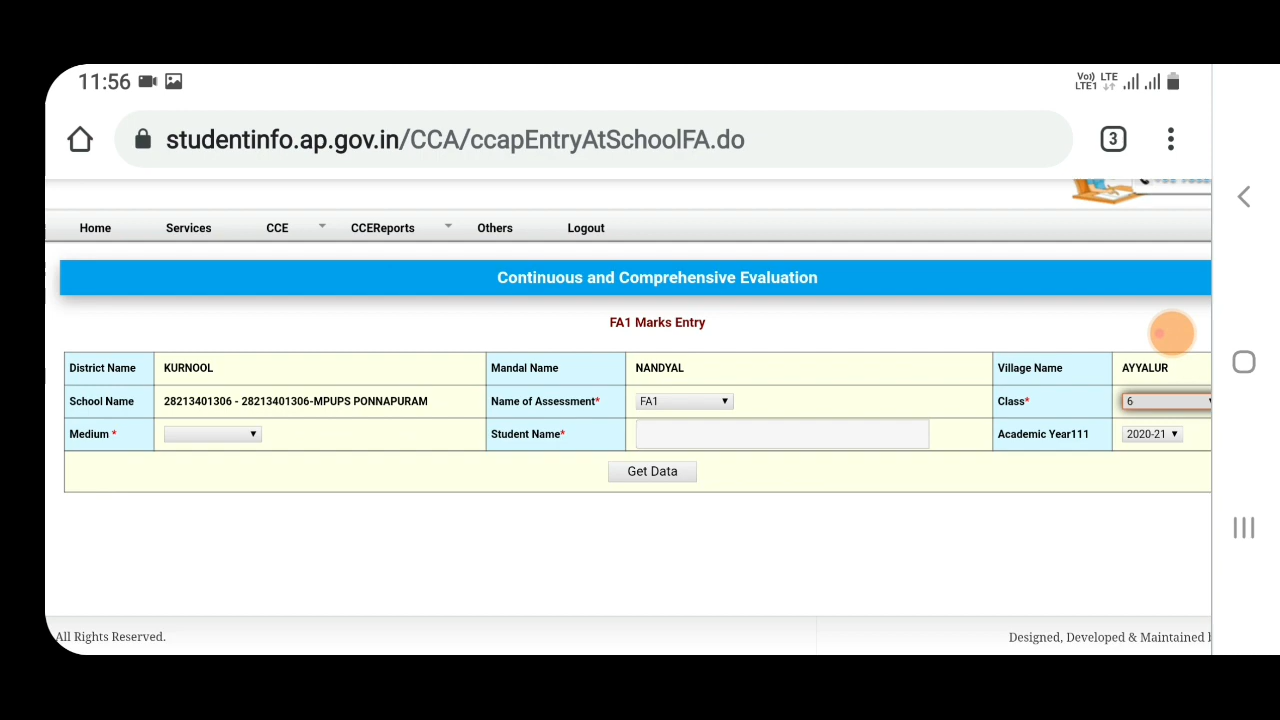 11:56
Vo) LTE
LTE1
studentinfo.ap.gov.in/CCA/ccapEntryAtSchoolFA.do
3
Home Services CCE CCEReports Others Logout
Continuous and Comprehensive Evaluation
FA1 Marks Entry
District Name KURNOOL Mandal Name NANDYAL Village Name AYYALUR
School Name 28213401306 - 28213401306-MPUPS PONNAPURAM Name of Assessment* FA1 Class* 6
Medium * Student Name* Academic Year111 2020-21
Get Data
All Rights Reserved. Designed, Developed & Maintained